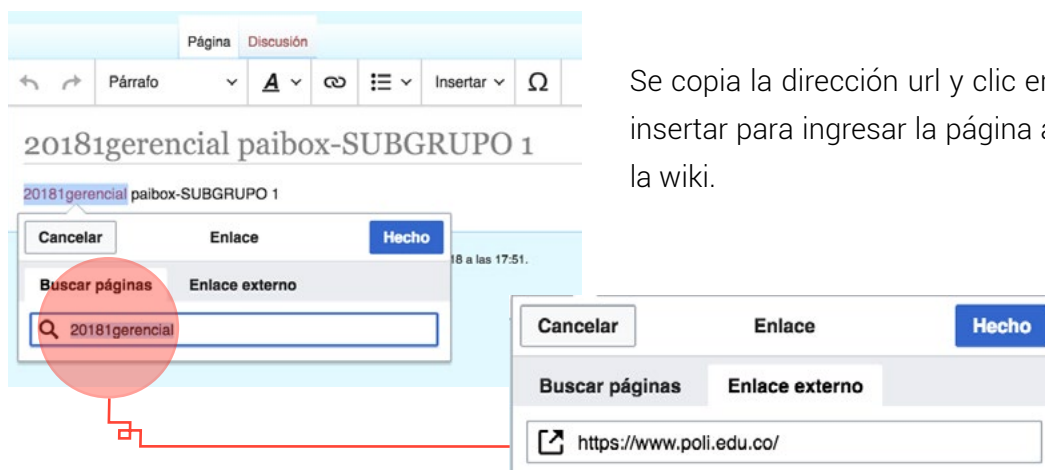 Página Discusión
Párrafo A Insertar Ω
20181gerencial paibox-SUBGRUPO 1
20181gerencial paibox-SUBGRUPO 1
Cancelar Enlace Hecho
18 a las 17:51.
Buscar páginas Enlace externo
20181gerencial
Se copia la dirección url y clic en
insertar para ingresar la página a
la wiki.
Cancelar Enlace Hecho
Buscar páginas Enlace externo
https://www.poli.edu.co/